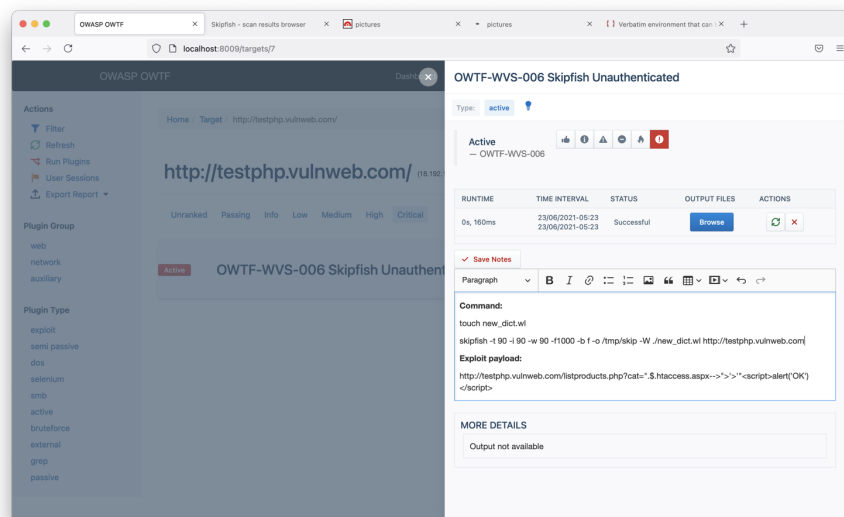 OWASP OWTF
Skipfish - scan results browser
pictures
pictures
Verbatim environment that can
localhost:8009/targets/7
OWASP OWTF
Actions
Filter
Refresh
Run Plugins
User Sessions
Export Report
Plugin Group
web
network
auxiliary
Plugin Type
exploit
semi passive
dos
selenium
smb
active
bruteforce
external
grep
passive
Home / Target / http://testphp.vulnweb.com/
http://testphp.vulnweb.com/
Unranked Passing Info Low Medium High Critical
Active
OWTF-WVS-006 Skipfish Unauthent
OWTF-WVS-006 Skipfish Unauthenticated
Type: active
Active
— OWTF-WVS-006
RUNTIME TIME INTERVAL STATUS OUTPUT FILES ACTIONS
0s, 160ms 23/06/2021-05:23 Successful Browse
23/06/2021-05:23
Save Notes
Paragraph
Command:
touch new_dict.wl
skipfish -t 90 -i 90 -w 90 -f1000 -b f -o /tmp/skip -W ./new_dict.wl http://testphp.vulnweb.com
Exploit payload:
http://testphp.vulnweb.com/listproducts.php?cat=".$.htaccess.aspx-->">'>'"<script>alert('OK')
</script>
MORE DETAILS
Output not available